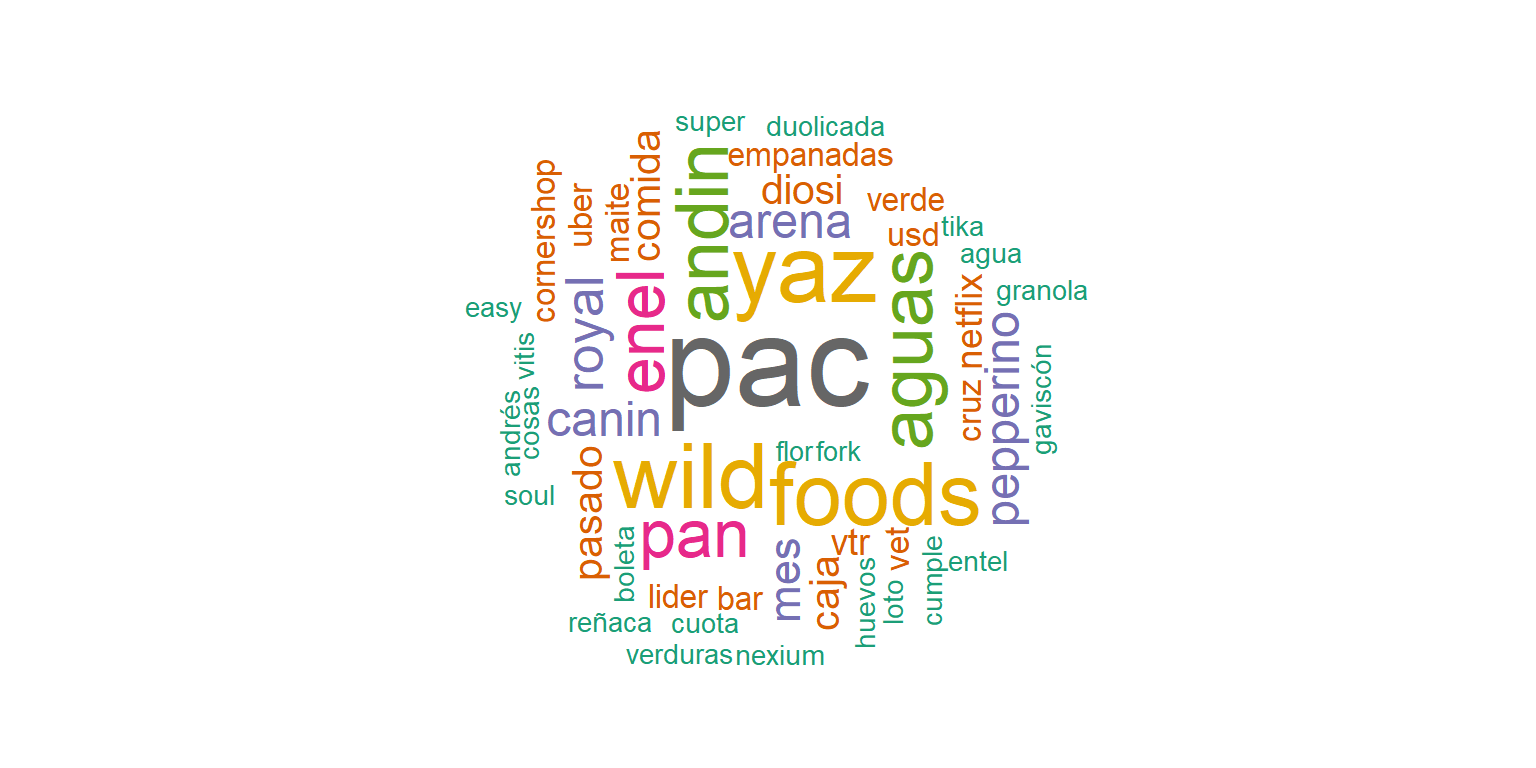 super
duolicada
empanadas
comida
cornershop
uber
maite
andin
diosi
verde
arena
usd
tika
agua
yaz
aguas
granola
netflix
royal
enel
easy
pac
pepperino
vitis
gaviscón
cruz
canin
andrés
cosas
flor
fork
wild
foods
soul
pasado
pan
vtr
vet
mes
caja
boleta
cumple
entel
huevos
loto
lider
bar
reñaca
cuota
verduras
nexium